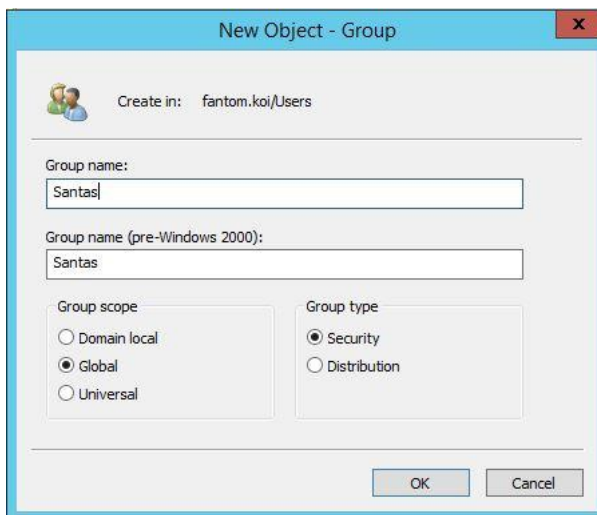 New Object - Group
x
Create in: fantom.koi/Users
Group name:
Santas
Group name (pre-Windows 2000):
Santas
Group scope
Domain local
Global
Universal
Group type
Security
Distribution
OK
Cancel